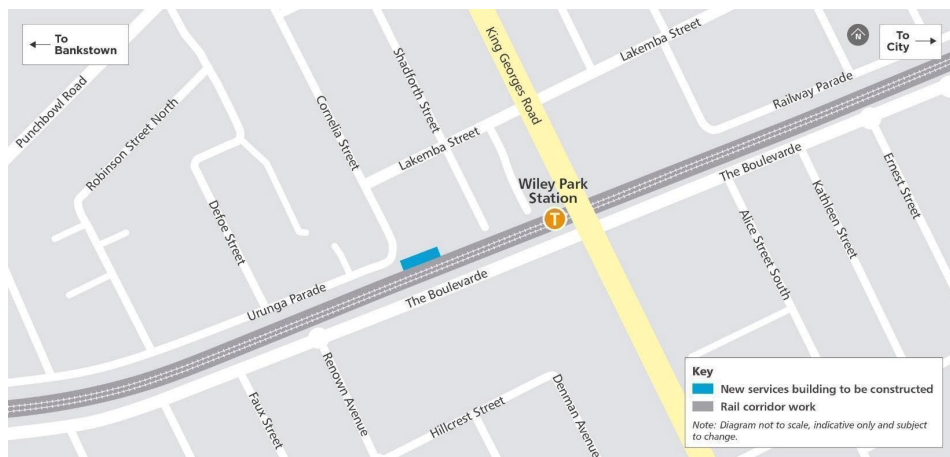 To
Bankstown
Punchbowl Road
Robinson Street North
Defoe Street
Cornelia Street
Shadforth Street
Lakemba Street
King Georges Road
Lakemba Street
N
To
City
Railway Parade
The Boulevarde
Ernest Street
Kathleen Street
Alice Street South
Wiley Park
Station
T
Urunga Parade
The Boulevarde
Renown Avenue
Faux Street
Hillcrest Street
Denman Avenue
Key
New services building to be constructed
Rail corridor work
Note: Diagram not to scale, indicative only and subject
to change.